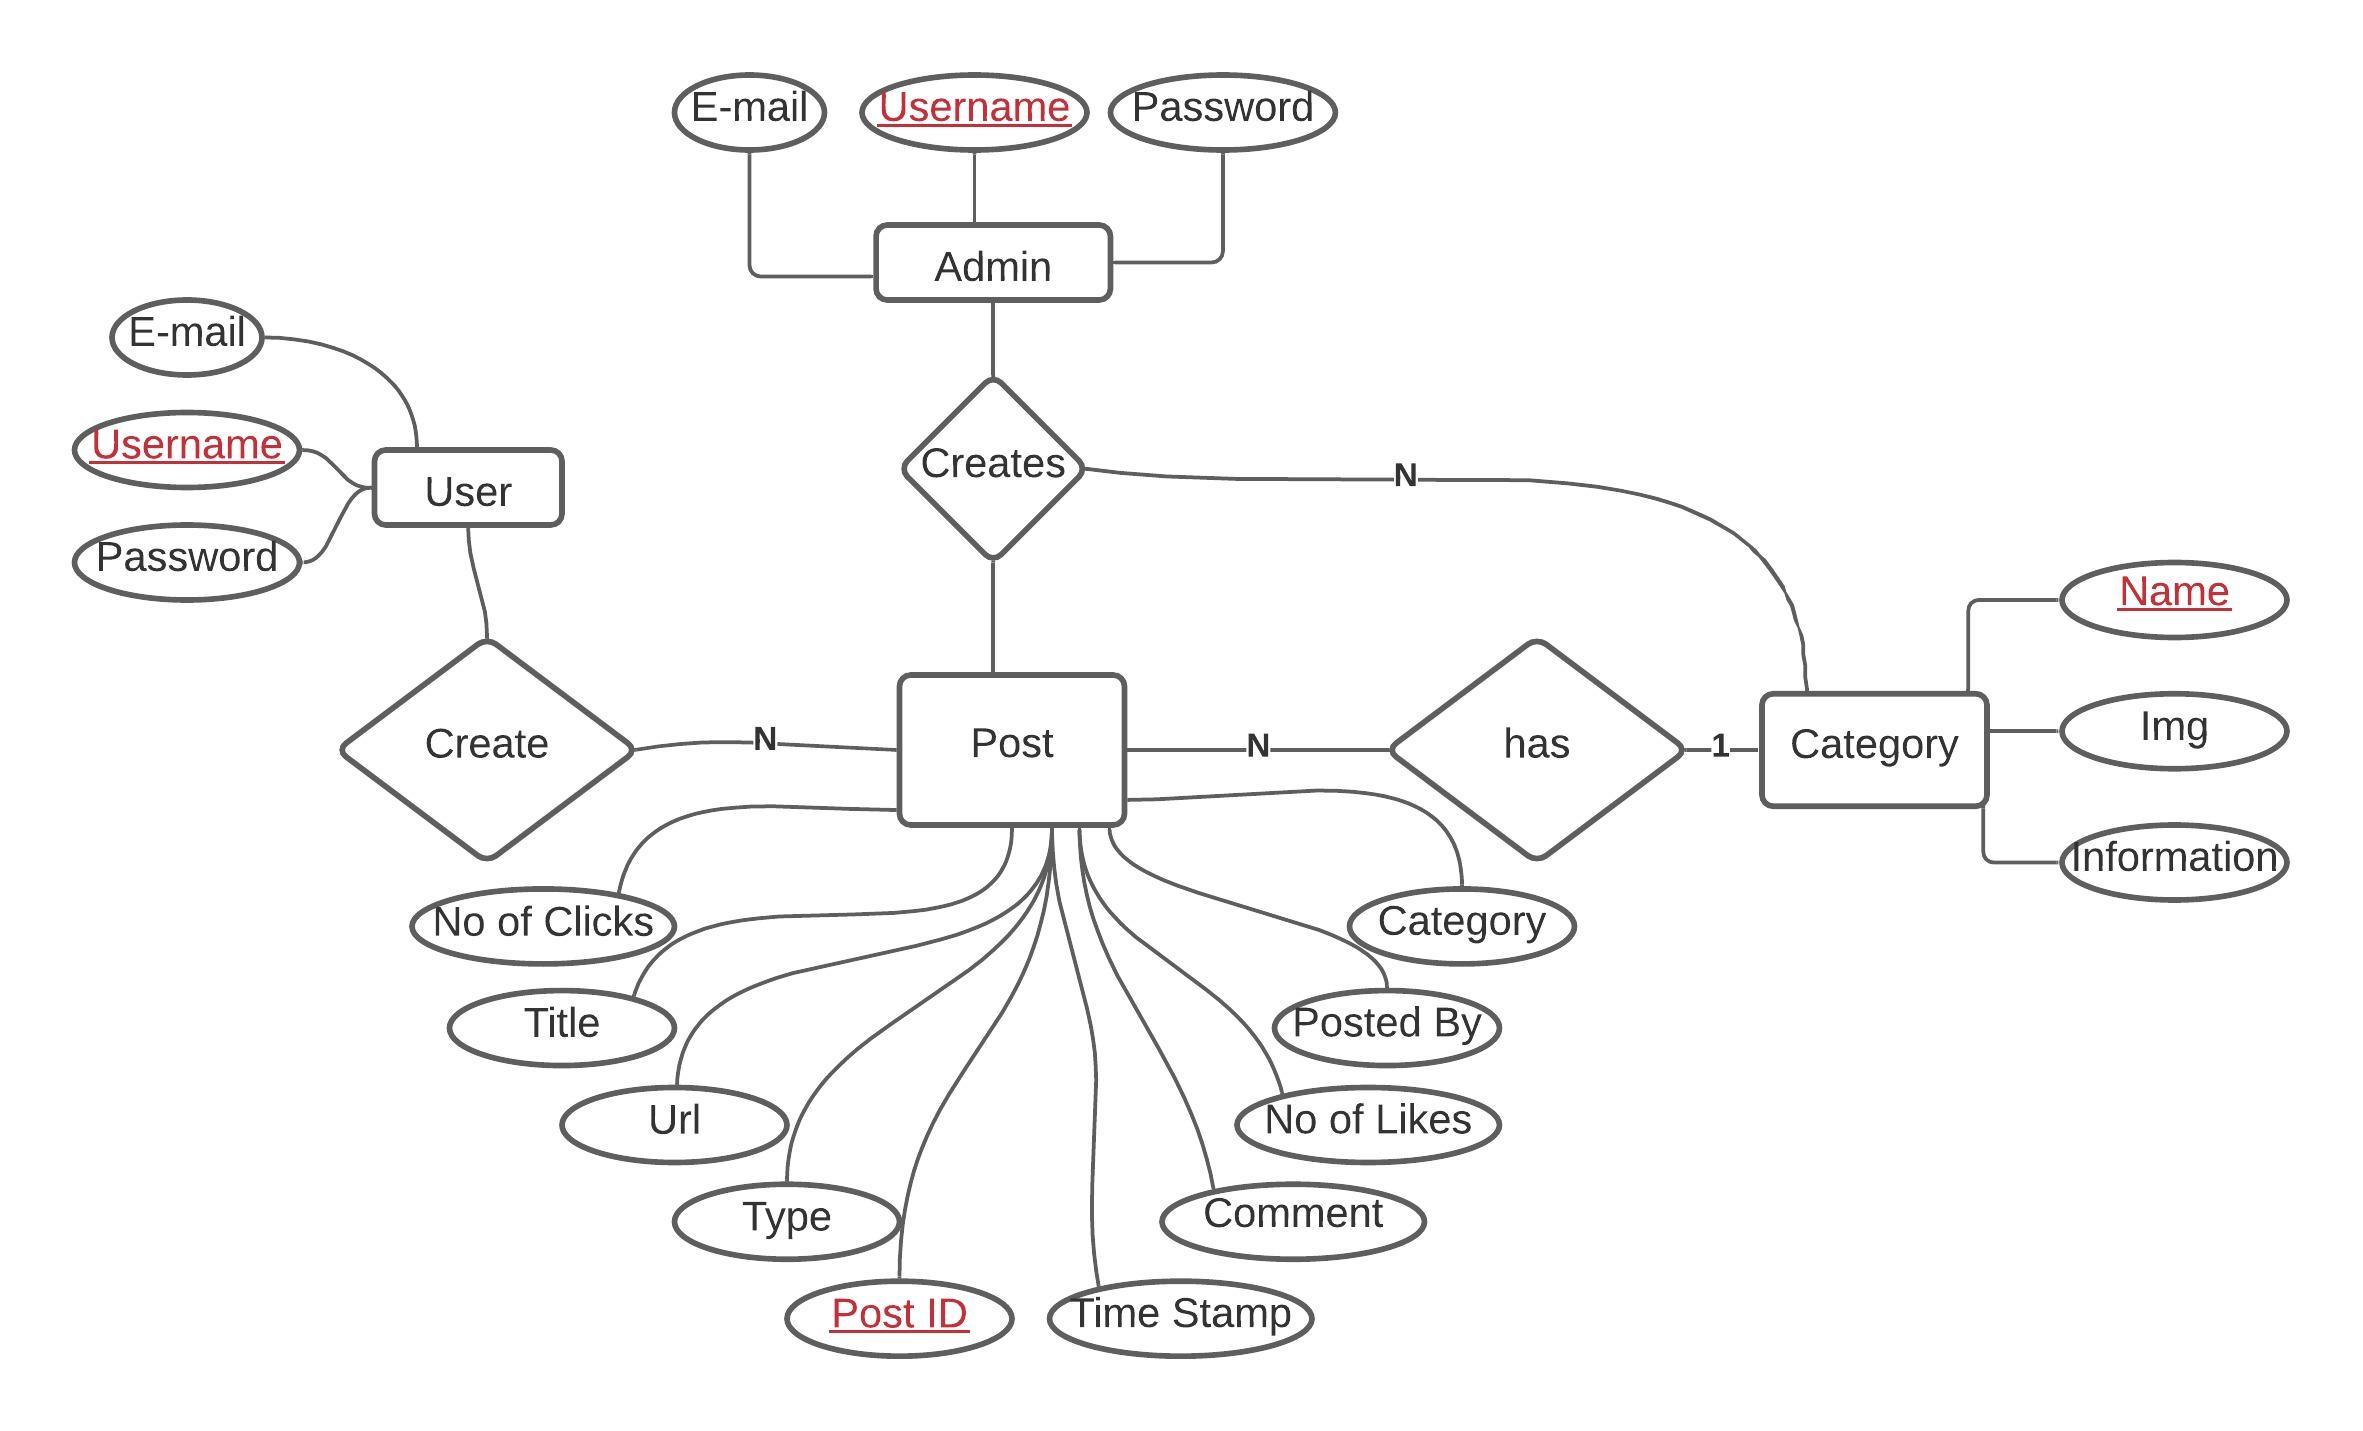 E-mail
Username
Password
Admin
E-mail
Username
Password
User
Creates
N
Create
N
Post
N
has
1
Category
Name
Img
Information
No of Clicks
Category
Title
Posted By
Url
No of Likes
Type
Comment
Post ID
Time Stamp